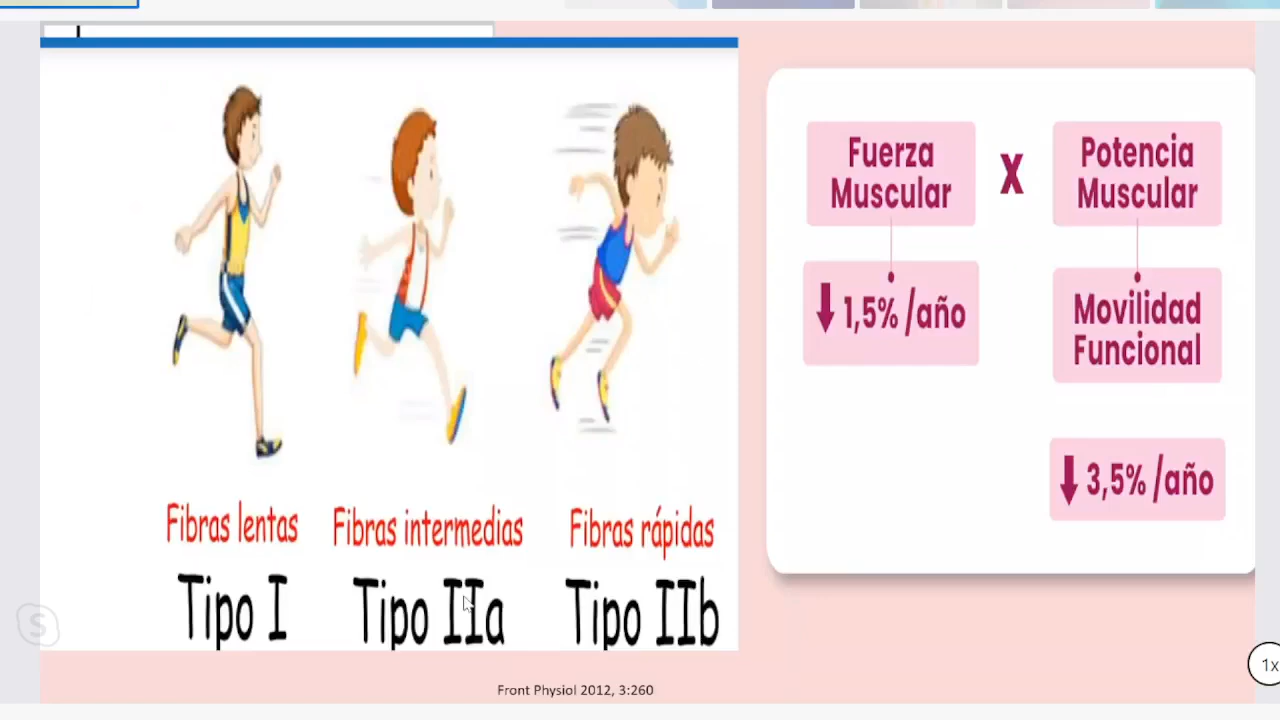 Fibras lentas
Tipo I
Fibras intermedias
Tipo IIa
Fibras rápidas
Tipo IIb
Fuerza
Muscular
X
Potencia
Muscular
1,5% /año
Movilidad
Funcional
3,5% /año
Front Physiol 2012, 3:260
S
1x